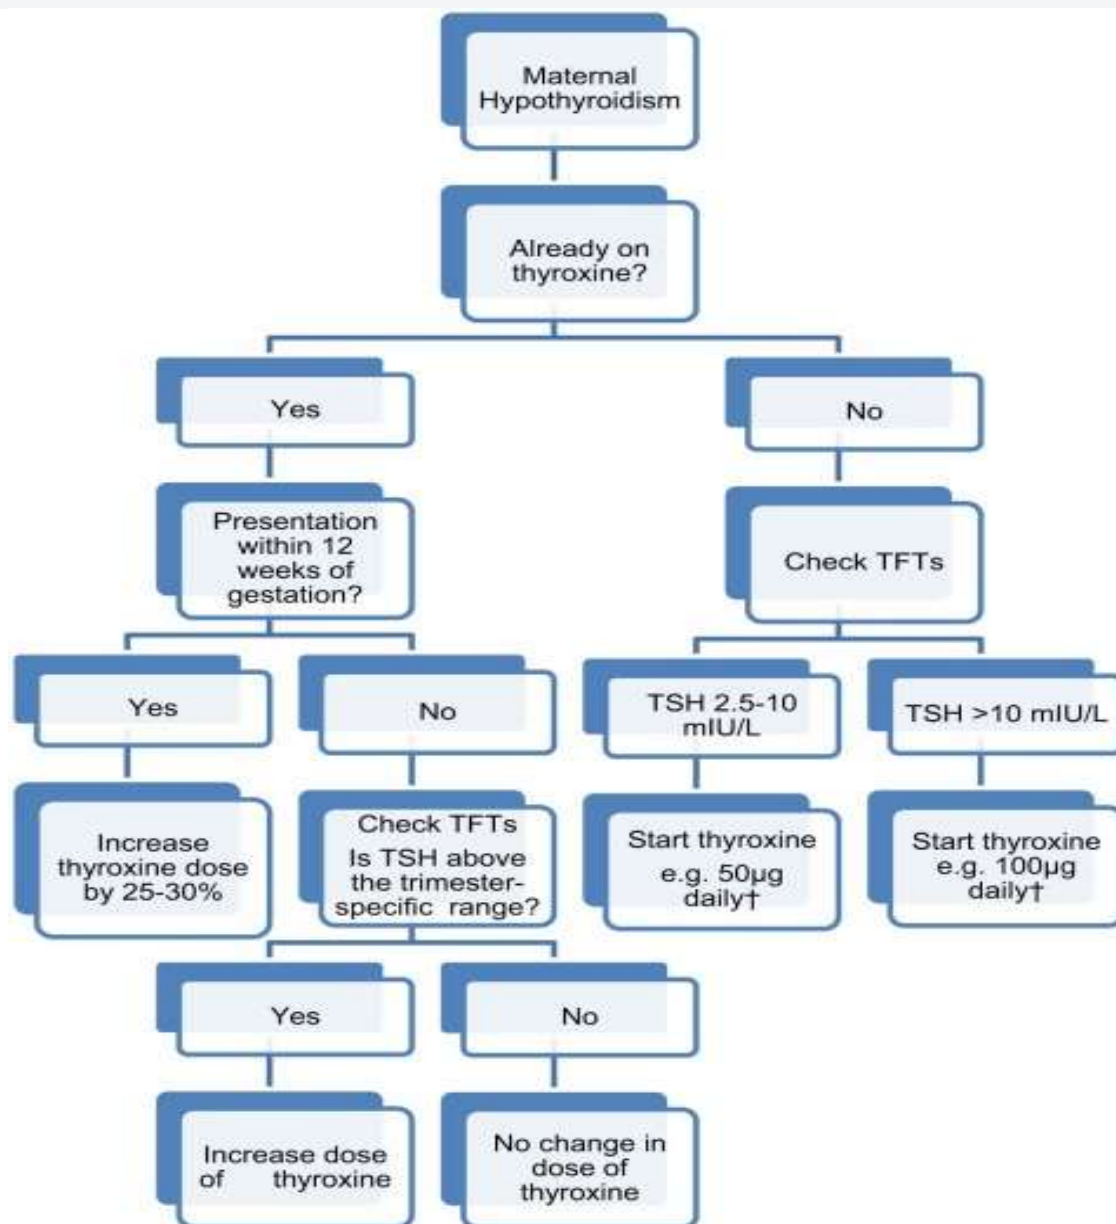 Maternal
Hypothyroidism
Already on
thyroxine?
Yes
No
Presentation
within 12
weeks of
gestation?
Check TFTs
Yes
No
TSH 2.5-10
mIU/L
TSH >10 mIU/L
Increase
thyroxine dose
by 25-30%
Check TFTs
Is TSH above
the trimester-
specific range?
Start thyroxine
e.g. 50µg
daily†
Start thyroxine
e.g. 100µg
daily†
Yes
No
Increase dose
of thyroxine
No change in
dose of
thyroxine